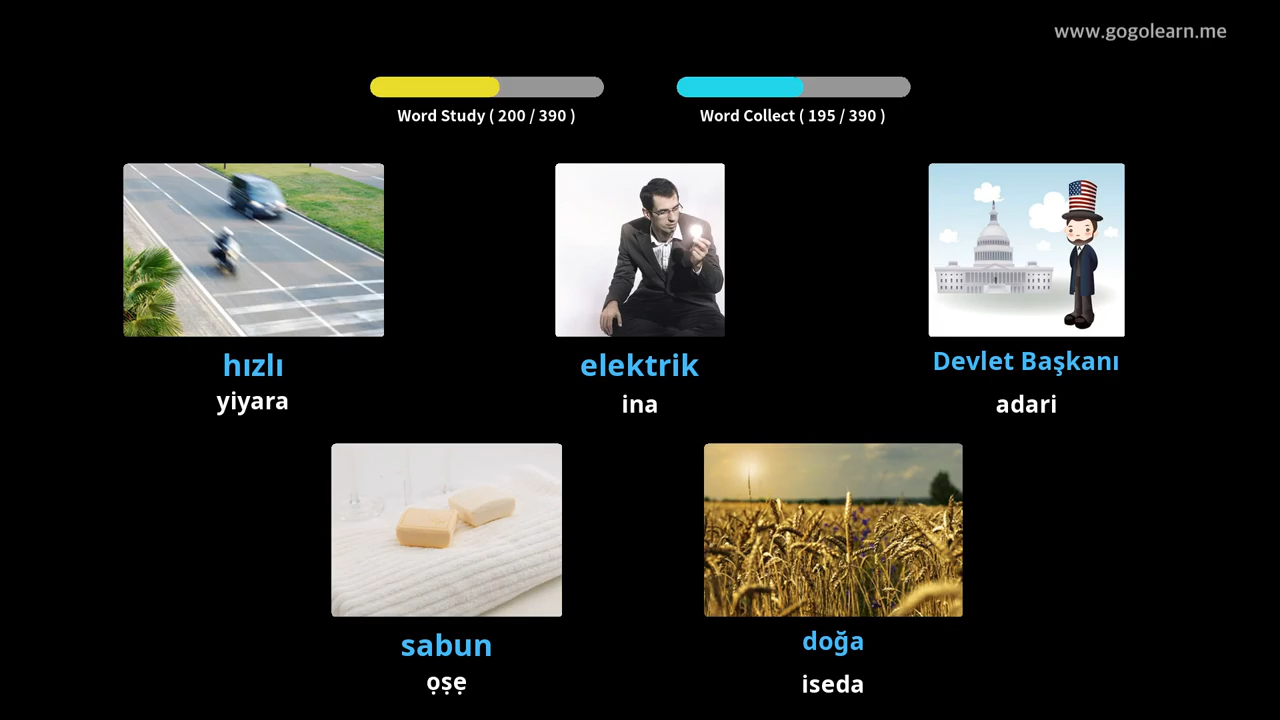 www.gogolearn.me
Word Study ( 200 / 390 )
Word Collect ( 195 / 390 )
hızlı
yiyara
elektrik
ina
Devlet Başkanı
adari
sabun
ọṣẹ
doğa
iseda